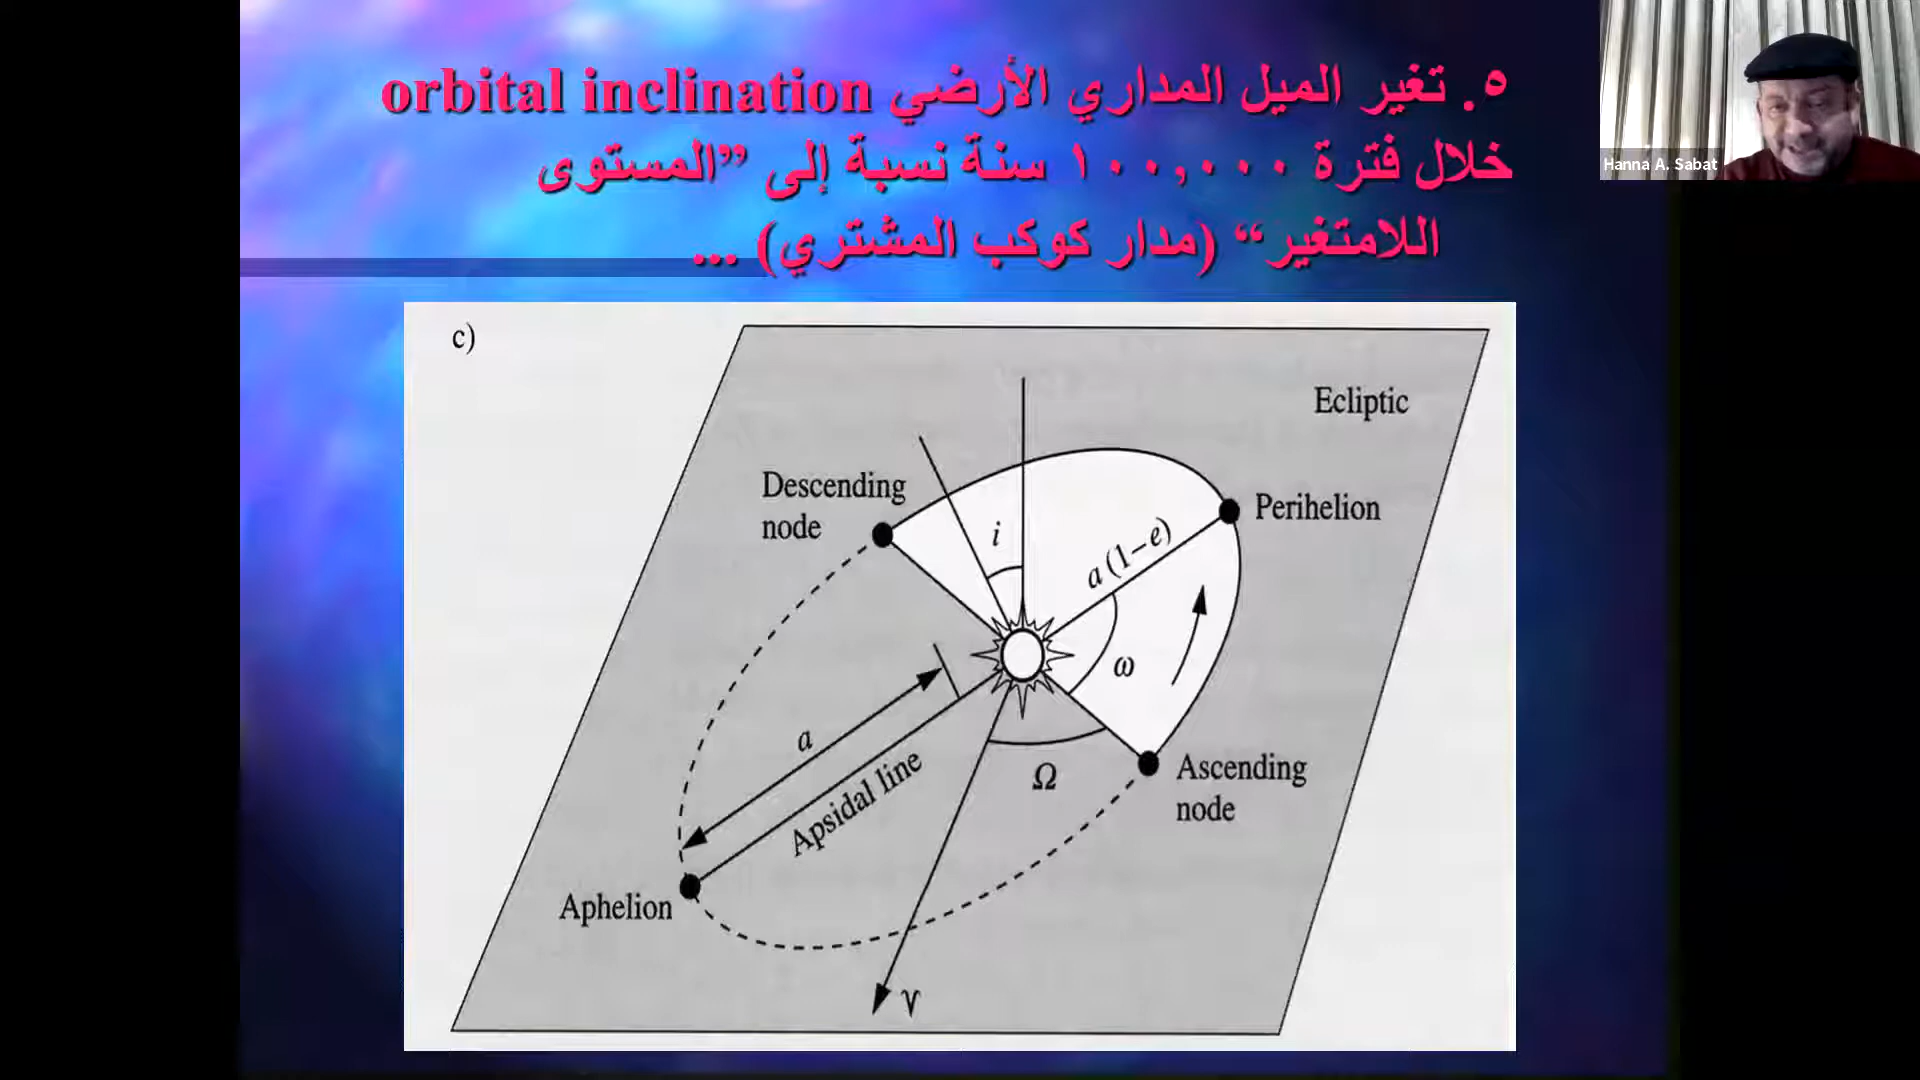 ٥. تغير الميل المداري الأرضي orbital inclination
خلال فترة ١٠٠,٠٠٠ سنة نسبة إلى ”المستوى
اللامتغير“ (مدار كوكب المشتري) ...
Hanna A. Sabat
c)
Ecliptic
Descending
node
Perihelion
i
a (1−e)
ω
a
Apsidal line
Ω
Ascending
node
Aphelion
♈